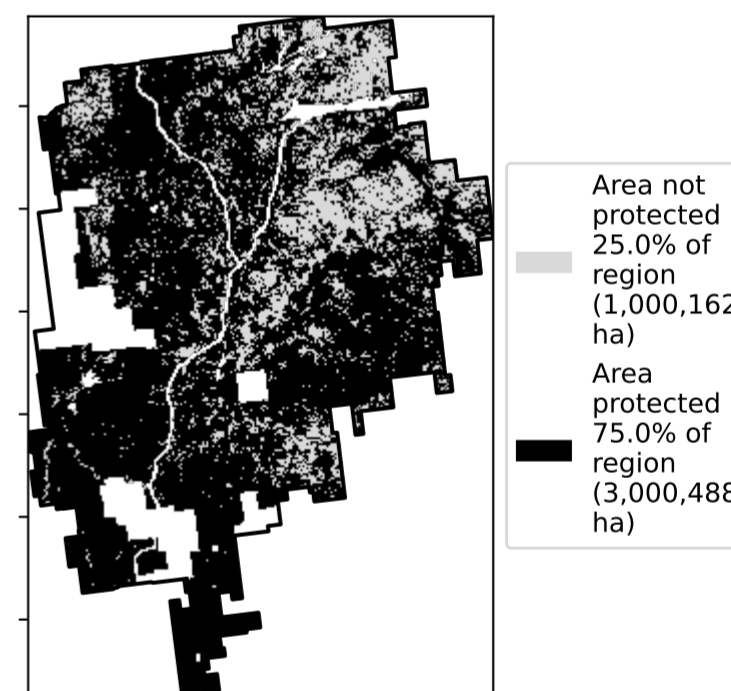 Area not
protected
25.0% of
region
(1,000,162
ha)
Area
protected
75.0% of
region
(3,000,488
ha)